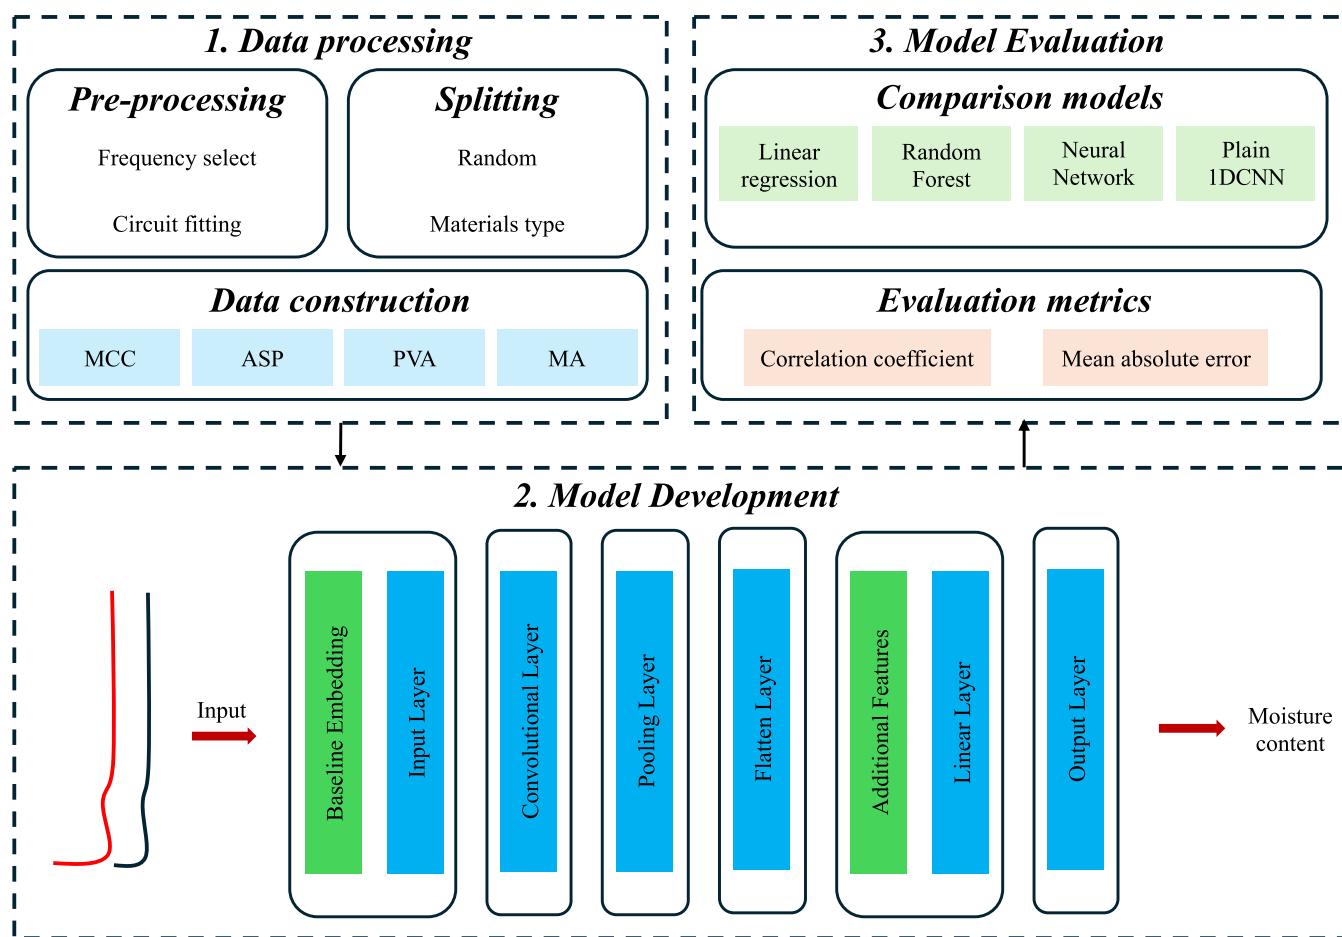 1. Data processing
Pre-processing
Frequency select
Circuit fitting
Splitting
Random
Materials type
Data construction
MCC
ASP
PVA
MA
3. Model Evaluation
Comparison models
Linear
regression
Random
Forest
Neural
Network
Plain
1DCNN
Evaluation metrics
Correlation coefficient
Mean absolute error
2. Model Development
Input
Baseline Embedding
Input Layer
Convolutional Layer
Pooling Layer
Flatten Layer
Additional Features
Linear Layer
Output Layer
Moisture
content